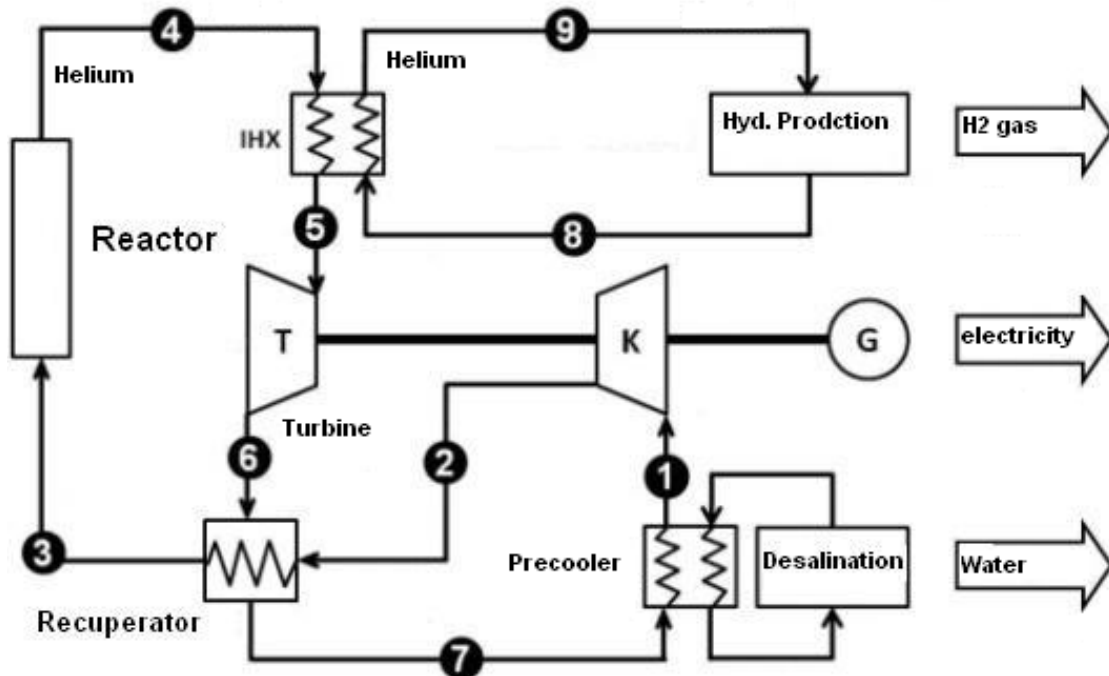 4
9
Helium
Helium
IHX
Hyd. Prodction
H2 gas
5
8
Reactor
T
K
G
electricity
Turbine
6
2
1
3
Precooler
Desalination
Water
Recuperator
7